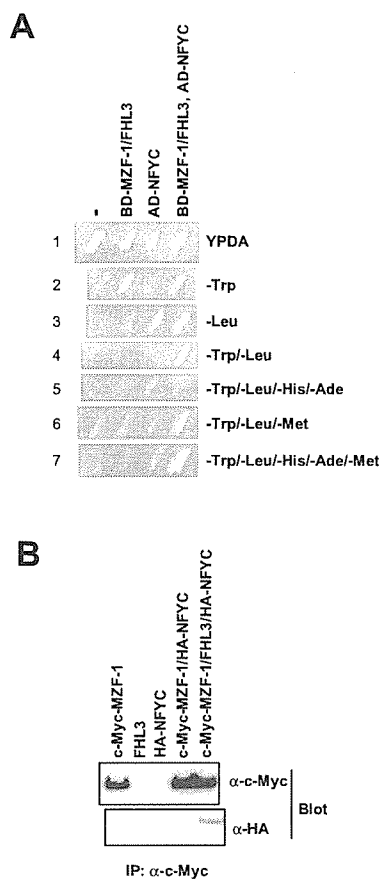 A
-
BD-MZF-1/FHL3
AD-NFYC
BD-MZF-1/FHL3, AD-NFYC
1 YPDA
2 -Trp
3 -Leu
4 -Trp/-Leu
5 -Trp/-Leu/-His/-Ade
6 -Trp/-Leu/-Met
7 -Trp/-Leu/-His/-Ade/-Met
B
c-Myc-MZF-1
FHL3
HA-NFYC
c-Myc-MZF-1/HA-NFYC
c-Myc-MZF-1/FHL3/HA-NFYC
α-c-Myc
α-HA
Blot
IP: α-c-Myc